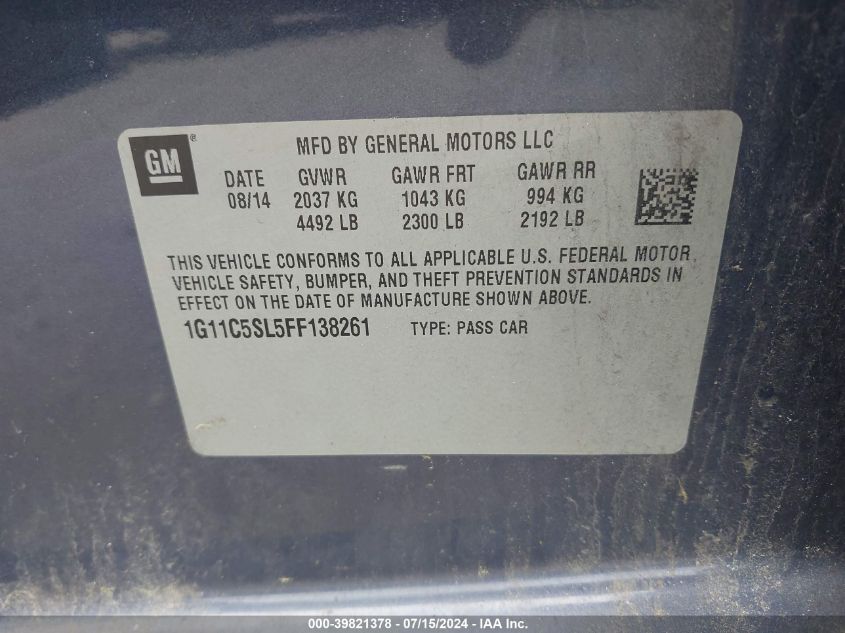 GM ®
MFD BY GENERAL MOTORS LLC
DATE GVWR GAWR FRT GAWR RR
08/14 2037 KG 1043 KG 994 KG
4492 LB 2300 LB 2192 LB
THIS VEHICLE CONFORMS TO ALL APPLICABLE U.S. FEDERAL MOTOR
VEHICLE SAFETY, BUMPER, AND THEFT PREVENTION STANDARDS IN
EFFECT ON THE DATE OF MANUFACTURE SHOWN ABOVE.
1G11C5SL5FF138261 TYPE: PASS CAR
000-39821378 - 07/15/2024 - IAA Inc.